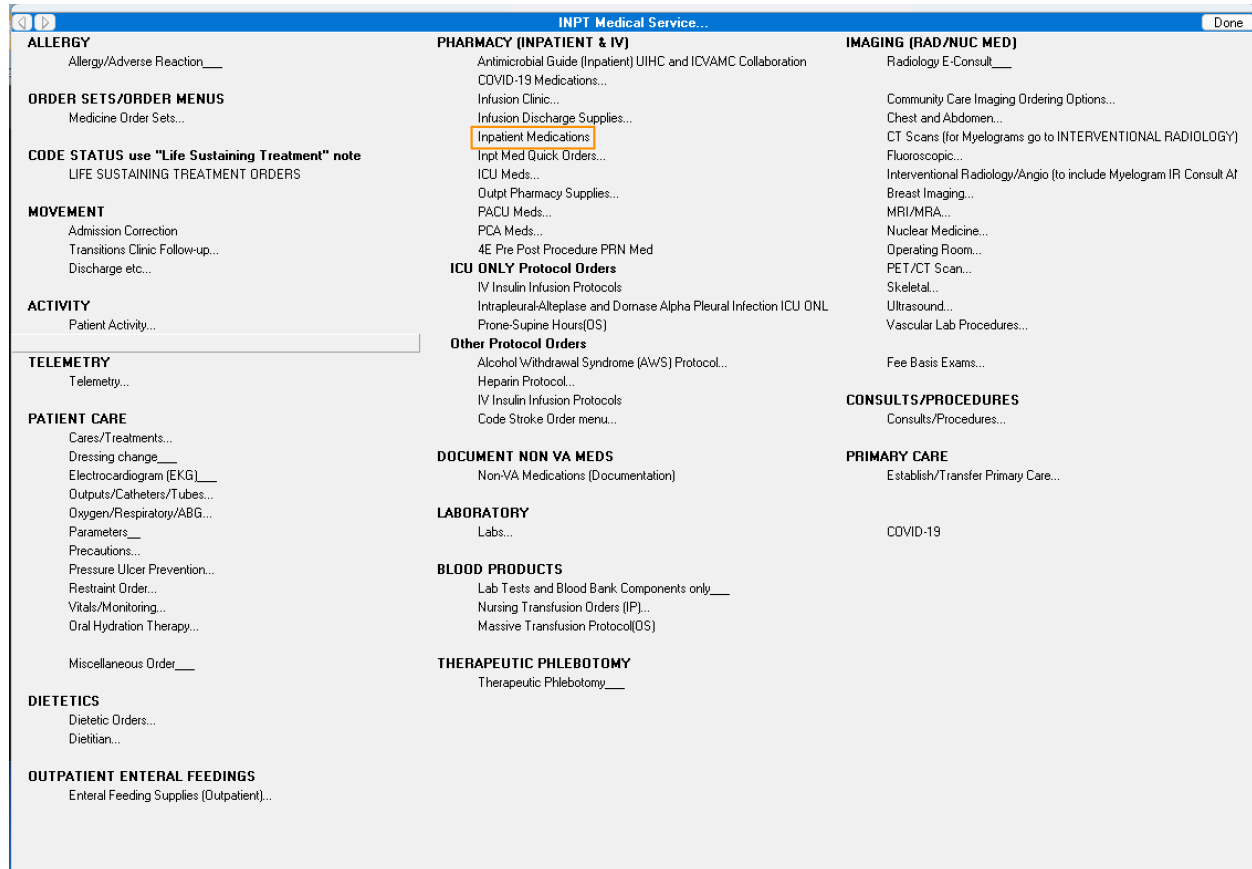 INPT Medical Service...
Done
ALLERGY
Allergy/Adverse Reaction___
ORDER SETS/ORDER MENUS
Medicine Order Sets...
CODE STATUS use "Life Sustaining Treatment" note
LIFE SUSTAINING TREATMENT ORDERS
MOVEMENT
Admission Correction
Transitions Clinic Follow-up...
Discharge etc...
ACTIVITY
Patient Activity...
TELEMETRY
Telemetry...
PATIENT CARE
Cares/Treatments...
Dressing change___
Electrocardiogram (EKG)___
Outputs/Catheters/Tubes...
Oxygen/Respiratory/ABG...
Parameters__
Precautions...
Pressure Ulcer Prevention...
Restraint Order...
Vitals/Monitoring...
Oral Hydration Therapy...
Miscellaneous Order___
DIETETICS
Dietetic Orders...
Dietitian...
OUTPATIENT ENTERAL FEEDINGS
Enteral Feeding Supplies (Outpatient)...
PHARMACY (INPATIENT & IV)
Antimicrobial Guide (Inpatient) UIHC and ICVAMC Collaboration
COVID-19 Medications...
Infusion Clinic...
Infusion Discharge Supplies...
Inpatient Medications
Inpt Med Quick Orders...
ICU Meds...
Outpt Pharmacy Supplies...
PACU Meds...
PCA Meds...
4E Pre Post Procedure PRN Med
ICU ONLY Protocol Orders
IV Insulin Infusion Protocols
Intrapleural-Alteplase and Dornase Alpha Pleural Infection ICU ONL
Prone-Supine Hours(OS)
Other Protocol Orders
Alcohol Withdrawal Syndrome (AWS) Protocol...
Heparin Protocol...
IV Insulin Infusion Protocols
Code Stroke Order menu...
DOCUMENT NON VA MEDS
Non-VA Medications (Documentation)
LABORATORY
Labs...
BLOOD PRODUCTS
Lab Tests and Blood Bank Components only___
Nursing Transfusion Orders (IP)...
Massive Transfusion Protocol(OS)
THERAPEUTIC PHLEBOTOMY
Therapeutic Phlebotomy___
IMAGING (RAD/NUC MED)
Radiology E-Consult___
Community Care Imaging Ordering Options...
Chest and Abdomen...
CT Scans (for Myelograms go to INTERVENTIONAL RADIOLOGY)
Fluoroscopic...
Interventional Radiology/Angio (to include Myelogram IR Consult AN
Breast Imaging...
MRI/MRA...
Nuclear Medicine...
Operating Room...
PET/CT Scan...
Skeletal...
Ultrasound...
Vascular Lab Procedures...
Fee Basis Exams...
CONSULTS/PROCEDURES
Consults/Procedures...
PRIMARY CARE
Establish/Transfer Primary Care...
COVID-19